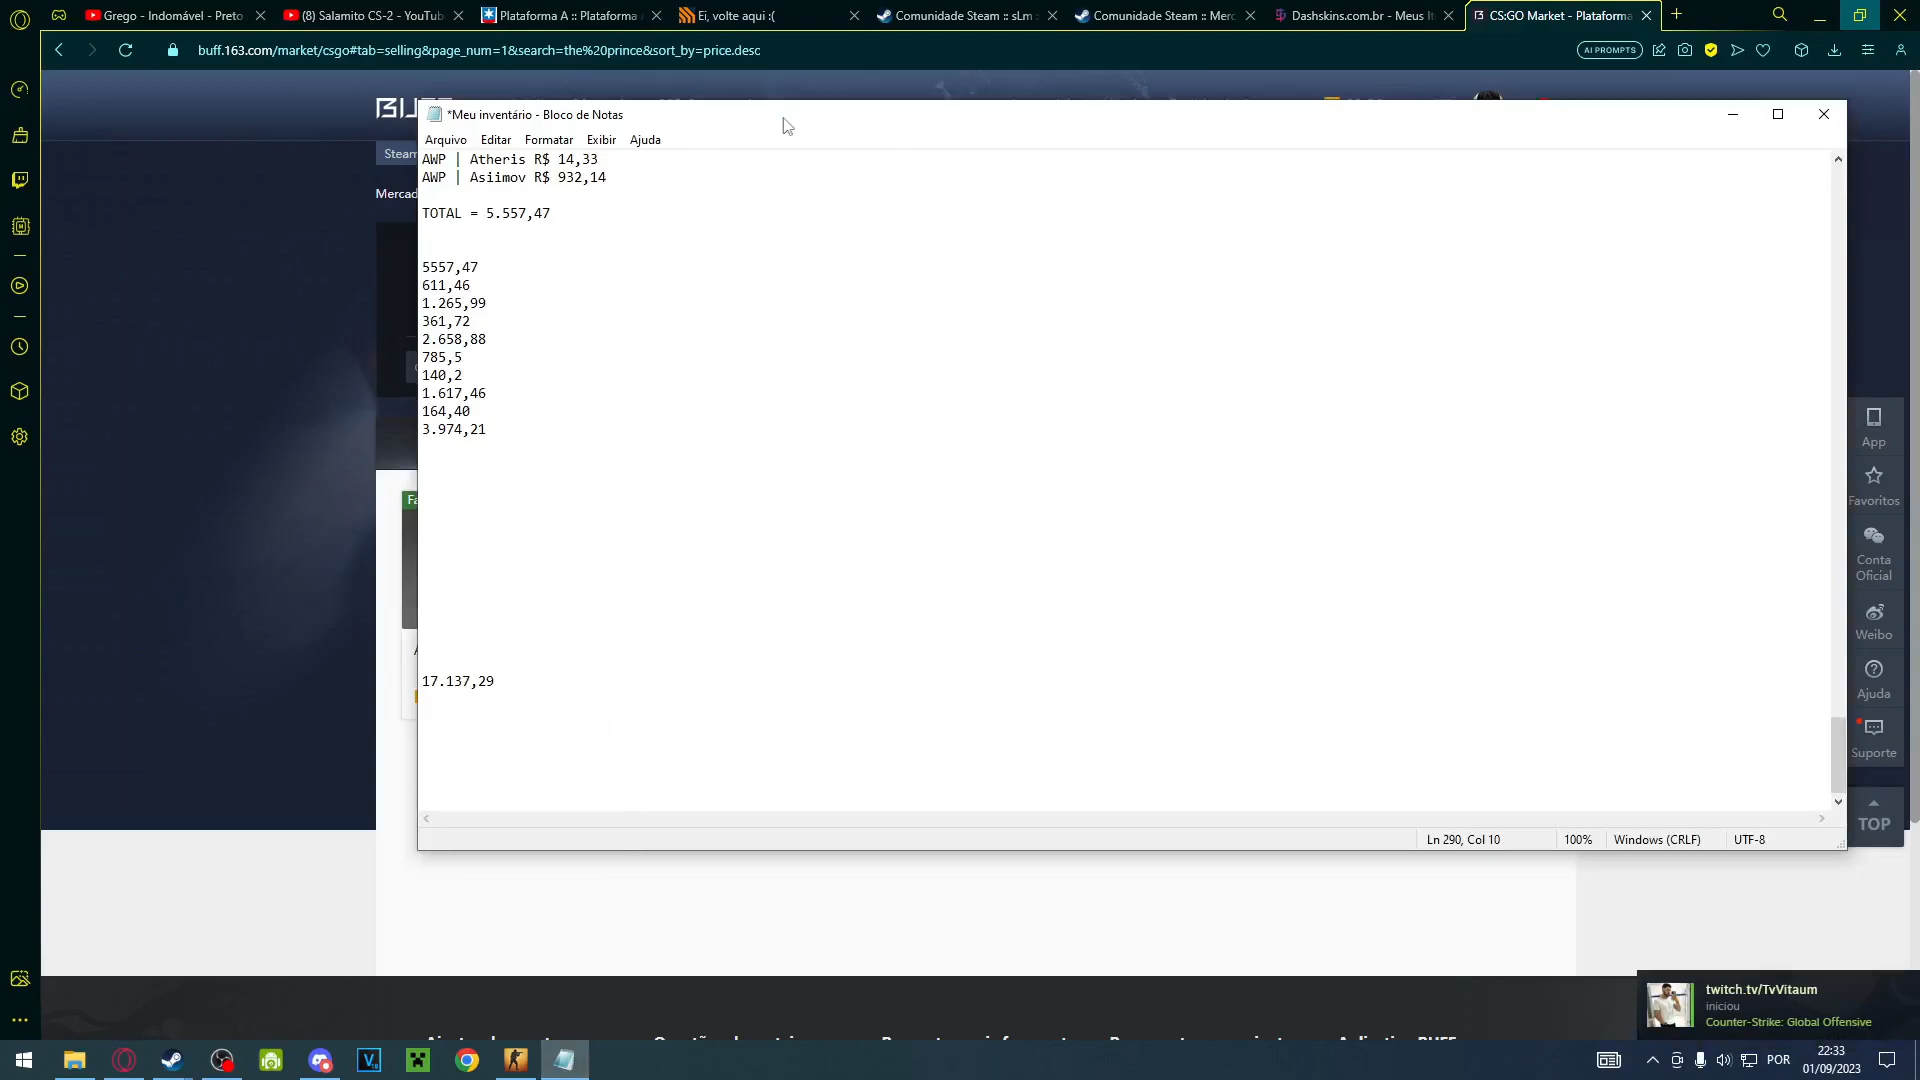 Grego - Indomável - Preto
(8) Salamito CS-2 - YouTub
Plataforma A :: Plataforma
Ei, volte aqui :(
Comunidade Steam :: sLm
Comunidade Steam :: Merc
Dashskins.com.br - Meus It
CS:GO Market - Plataforma
buff.163.com/market/csgo#tab=selling&page_num=1&search=the%20prince&sort_by=price.desc
AI PROMPTS
*Meu inventário - Bloco de Notas
Arquivo Editar Formatar Exibir Ajuda
Steam
Mercad
AWP | Atheris R$ 14,33
AWP | Asiimov R$ 932,14
TOTAL = 5.557,47
5557,47
611,46
1.265,99
361,72
2.658,88
785,5
140,2
1.617,46
164,40
3.974,21
17.137,29
Ln 290, Col 10
100%
Windows (CRLF)
UTF-8
App
Favoritos
Conta
Oficial
Weibo
Ajuda
Suporte
TOP
twitch.tv/TvVitaum
iniciou
Counter-Strike: Global Offensive
POR
22:33
01/09/2023